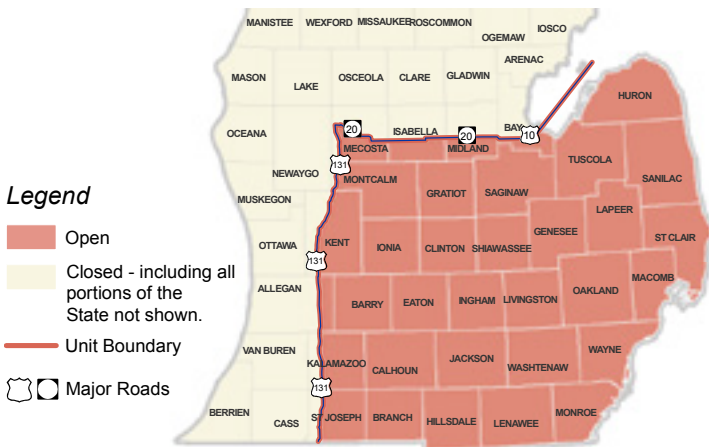 MANISTEE WEXFORD MISSAUKEE ROSCOMMON
OGEMAW IOSCO
ARENAC
MASON LAKE OSCEOLA CLARE GLADWIN
HURON
OCEANA 20 ISABELLA 20 BAY 10
MECOSTA MIDLAND
TUSCOLA
131
NEWAYGO MONTCALM SANILAC
GRATIOT SAGINAW
MUSKEGON LAPEER
GENESEE
OTTAWA KENT IONIA CLINTON SHIAWASSEE ST CLAIR
131
ALLEGAN MACOMB
OAKLAND
BARRY EATON INGHAM LIVINGSTON
VAN BUREN KALAMAZOO CALHOUN JACKSON WASHTENAW WAYNE
131
BERRIEN CASS ST JOSEPH BRANCH HILLSDALE LENAWEE MONROE
Legend
Open
Closed - including all
portions of the
State not shown.
Unit Boundary
Major Roads